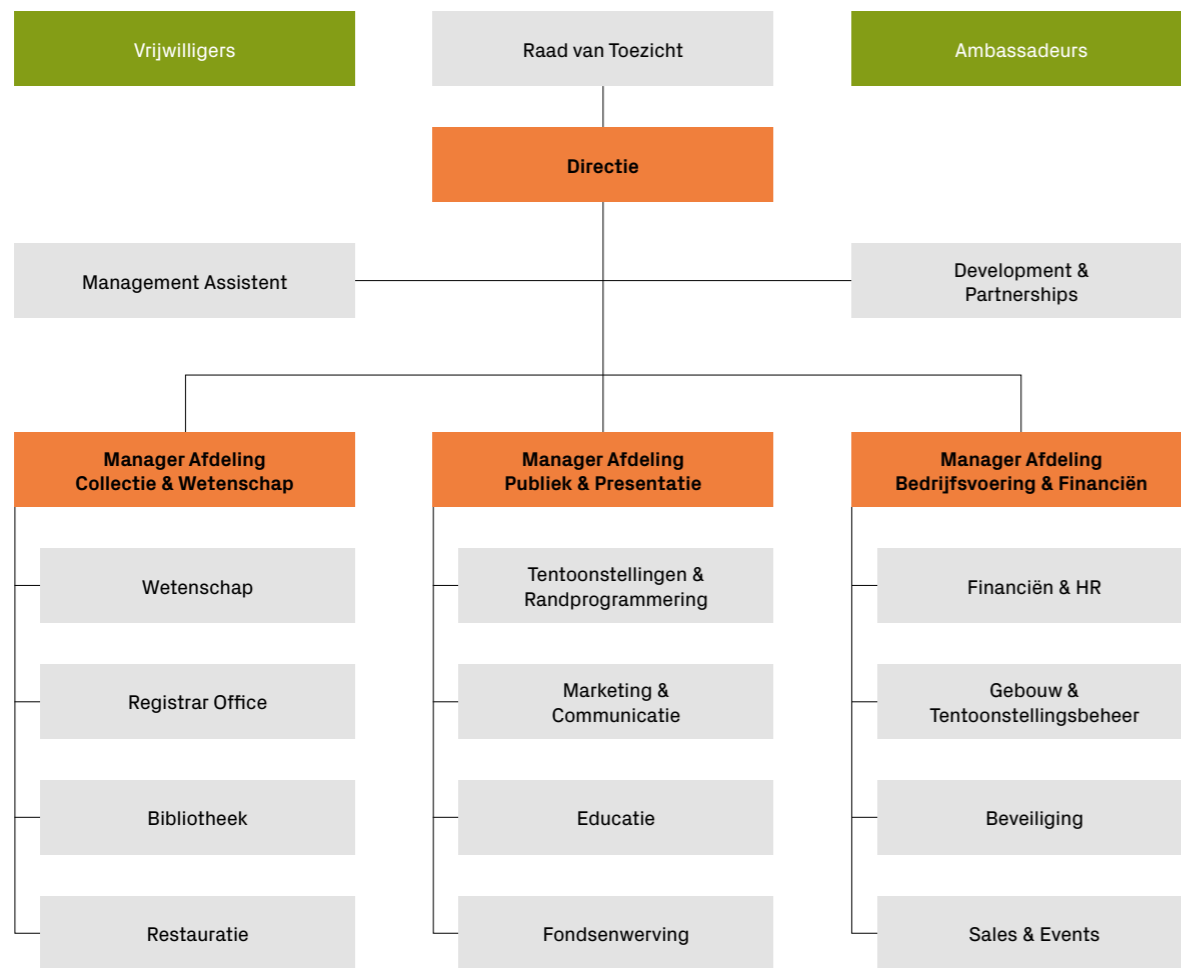 Vrijwilligers
Raad van Toezicht
Ambassadeurs
Directie
Management Assistent
Development &
Partnerships
Manager Afdeling
Collectie & Wetenschap
Manager Afdeling
Publiek & Presentatie
Manager Afdeling
Bedrijfsvoering & Financiën
Wetenschap
Tentoonstellingen &
Randprogrammering
Financiën & HR
Registrar Office
Marketing &
Communicatie
Gebouw &
Tentoonstellingsbeheer
Bibliotheek
Educatie
Beveiliging
Restauratie
Fondsenwerving
Sales & Events